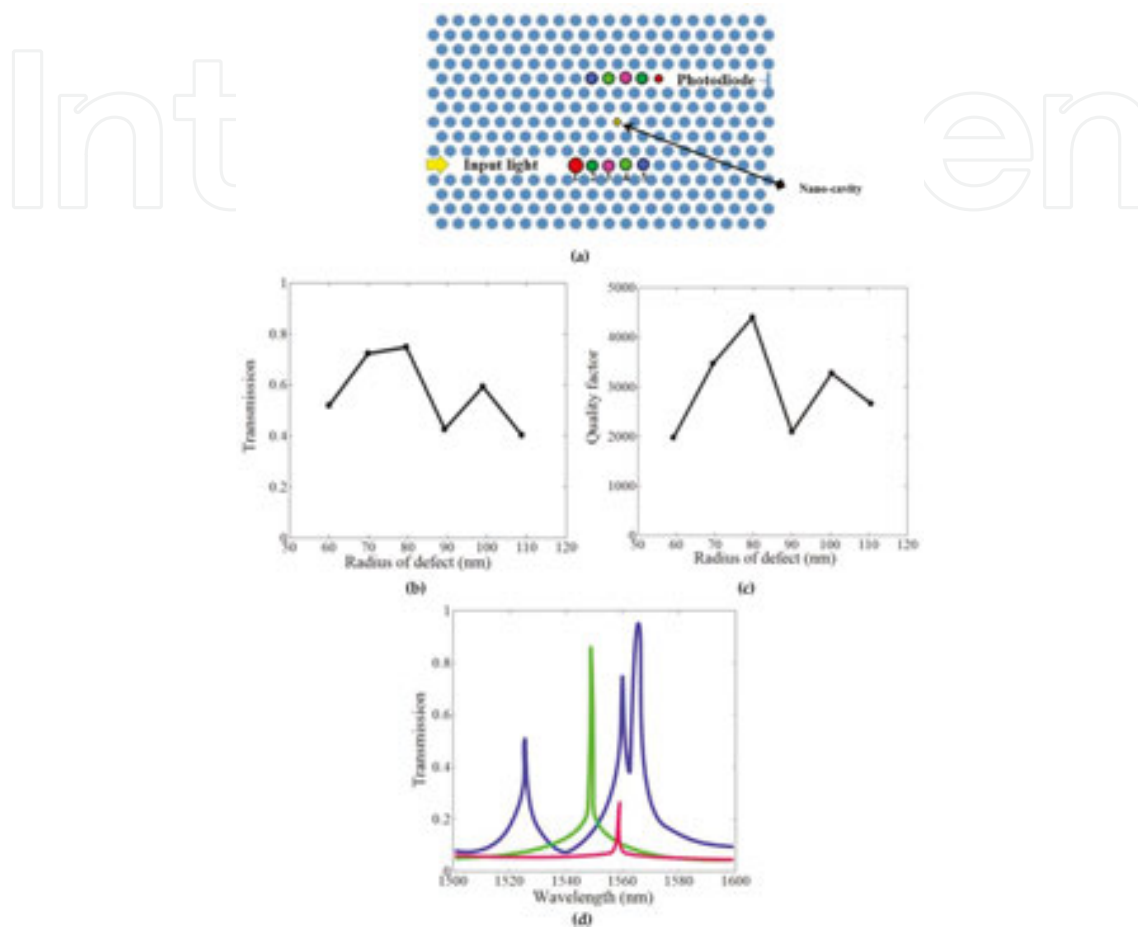 Int en
Photodiode
Input light
Nano-cavity
(a)
1
0.8
0.6
0.4
0.2
0
Transmission
50 60 70 80 90 100 110 120
Radius of defect (nm)
(b)
5000
4000
3000
2000
1000
0
Quality factor
50 60 70 80 90 100 110 120
Radius of defect (nm)
(c)
1
0.8
0.6
0.4
0.2
0
Transmission
1500 1520 1540 1560 1580 1600
Wavelength (nm)
(d)